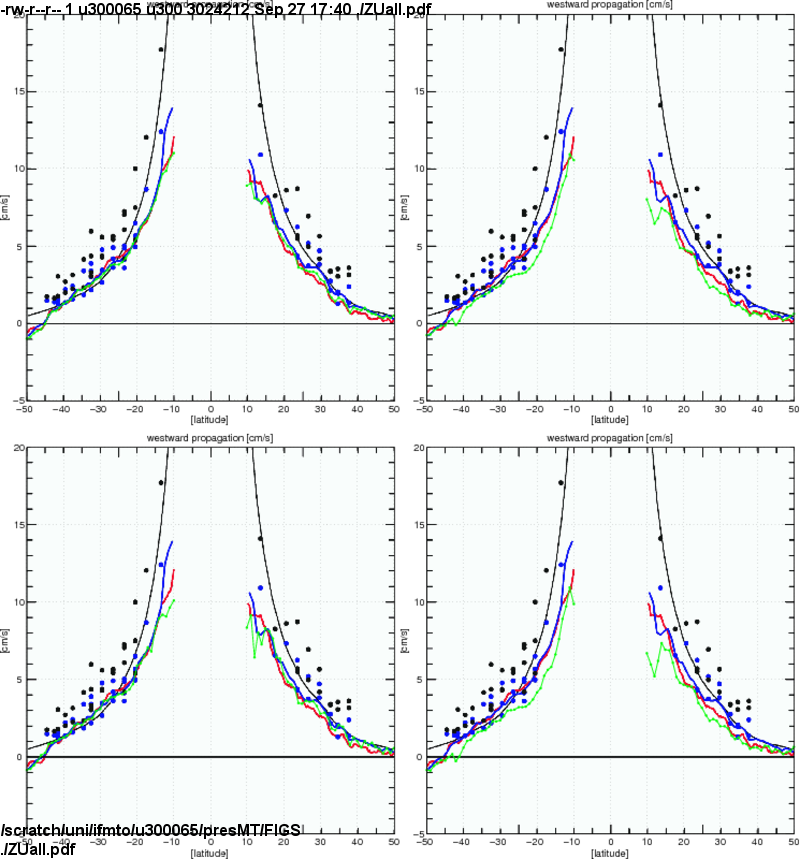 westward propagation [cm/s] westward propagation [cm/s]
-rw-r--r-- 1 u300065 u300 3024212 Sep 27 17:40 ./ZUall.pdf
20 20
15 15
10 10
[cm/s] [cm/s]
5 5
0 0
−5 −5
−50 −40 −30 −20 −10 0 10 20 30 40 50 −50 −40 −30 −20 −10 0 10 20 30 40 50
[latitude] [latitude]
westward propagation [cm/s] westward propagation [cm/s]
20 20
15 15
10 10
[cm/s] [cm/s]
5 5
0 0
/scratch/uni/ifmto/u300065/presMT/FIGS
−50 −40 −30 −20 −10 0 10 20 30 40 50 −50 −40 −30 −20 −10 0 10 20 30 40 50
./ZUall.pdf
[latitude] [latitude]